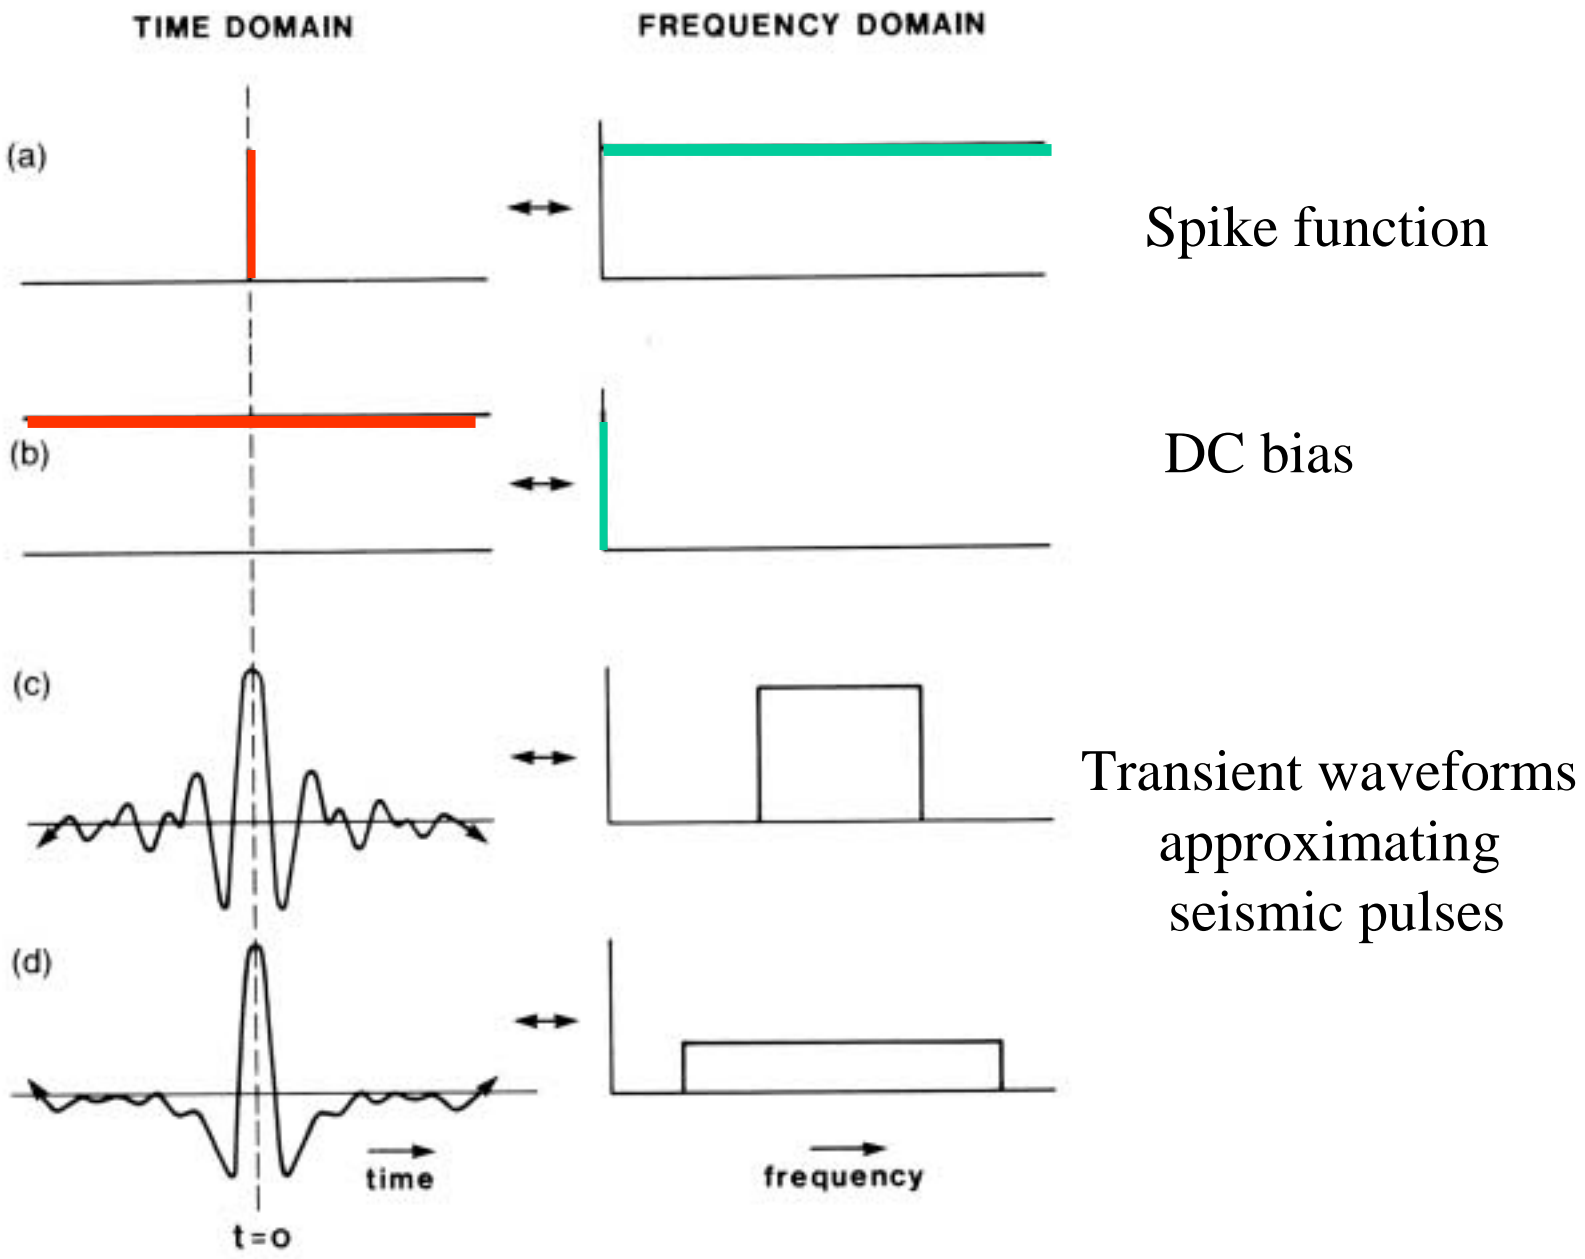 TIME DOMAIN
FREQUENCY DOMAIN
(a)
Spike function
(b)
DC bias
(c)
Transient waveforms
approximating
seismic pulses
(d)
time
frequency
t=o